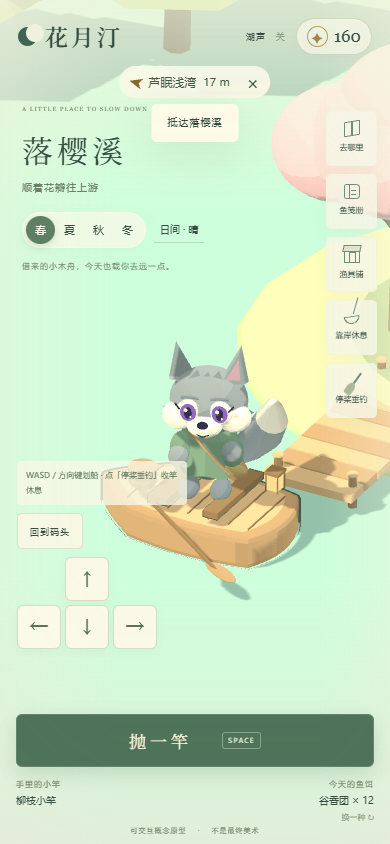 花月汀
湖声 关
160
芦眠浅湾 17 m ×
A LITTLE PLACE TO SLOW DOWN
抵达落樱溪
落樱溪
顺着花瓣往上游
春 夏 秋 冬
日间 · 晴
借来的小木舟，今天也载你去远一点。
去哪里
鱼笺册
渔具铺
靠岸休息
停桨垂钓
WASD / 方向键划船 · 点「停桨垂钓」收竿
休息
回到码头
↑
← ↓ →
抛一竿 SPACE
手里的小竿
柳枝小竿
今天的鱼饵
谷香团 × 12
换一种 ↻
可交互概念原型 · 不是最终美术